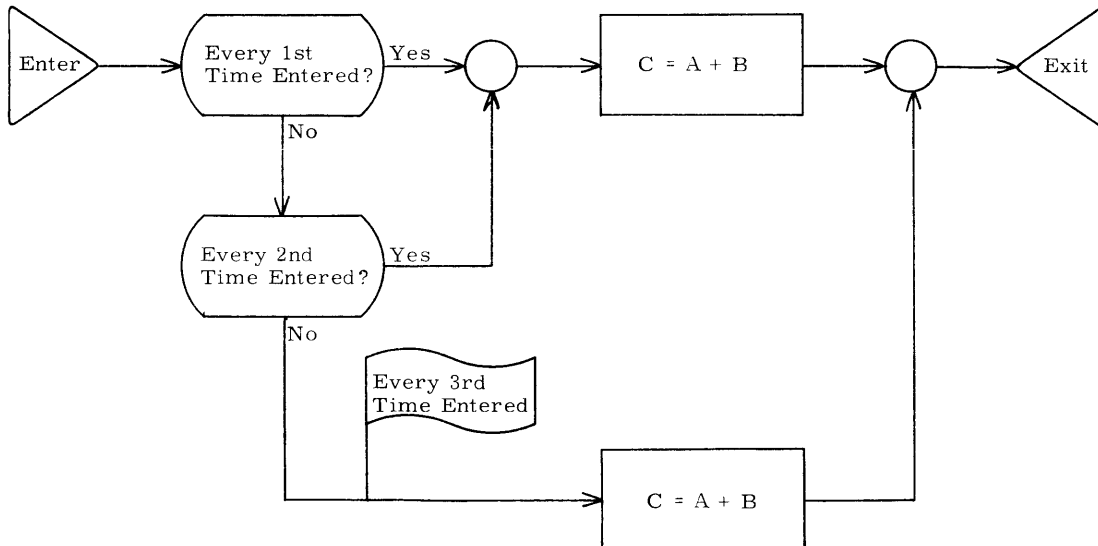 Enter
Every 1st
Time Entered?
Yes
C = A + B
Exit
No
Every 2nd
Time Entered?
Yes
No
Every 3rd
Time Entered
C = A + B